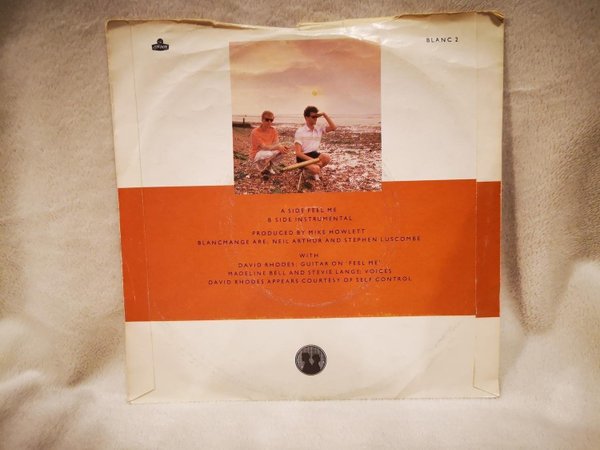 BLANC 2
A SIDE FEEL ME
B SIDE INSTRUMENTAL
PRODUCED BY MIKE HOWLETT
BLANCMANGE ARE; NEIL ARTHUR AND STEPHEN LUSCOMBE
WITH
DAVID RHODES; GUITAR ON 'FEEL ME'
MADELINE BELL AND STEVIE LANGE; VOICES
DAVID RHODES APPEARS COURTESY OF SELF CONTROL